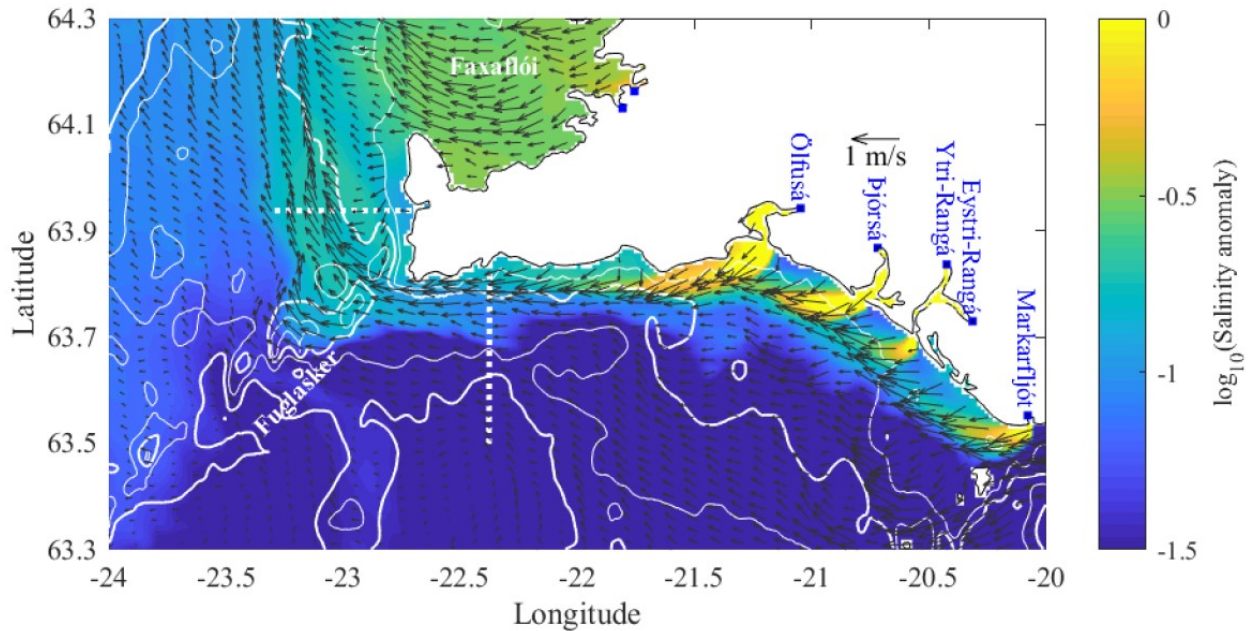 64.3
64.1
63.9
63.7
63.5
63.3
Latitude
-24
-23.5
-23
-22.5
-22
-21.5
-21
-20.5
-20
Longitude
Faxaflói
Fuglasker
1 m/s
Ölfusá
Þjórsá
Ytri-Rangá
Eystri-Rangá
Markarfljót
0
-0.5
-1
-1.5
log10(Salinity anomaly)